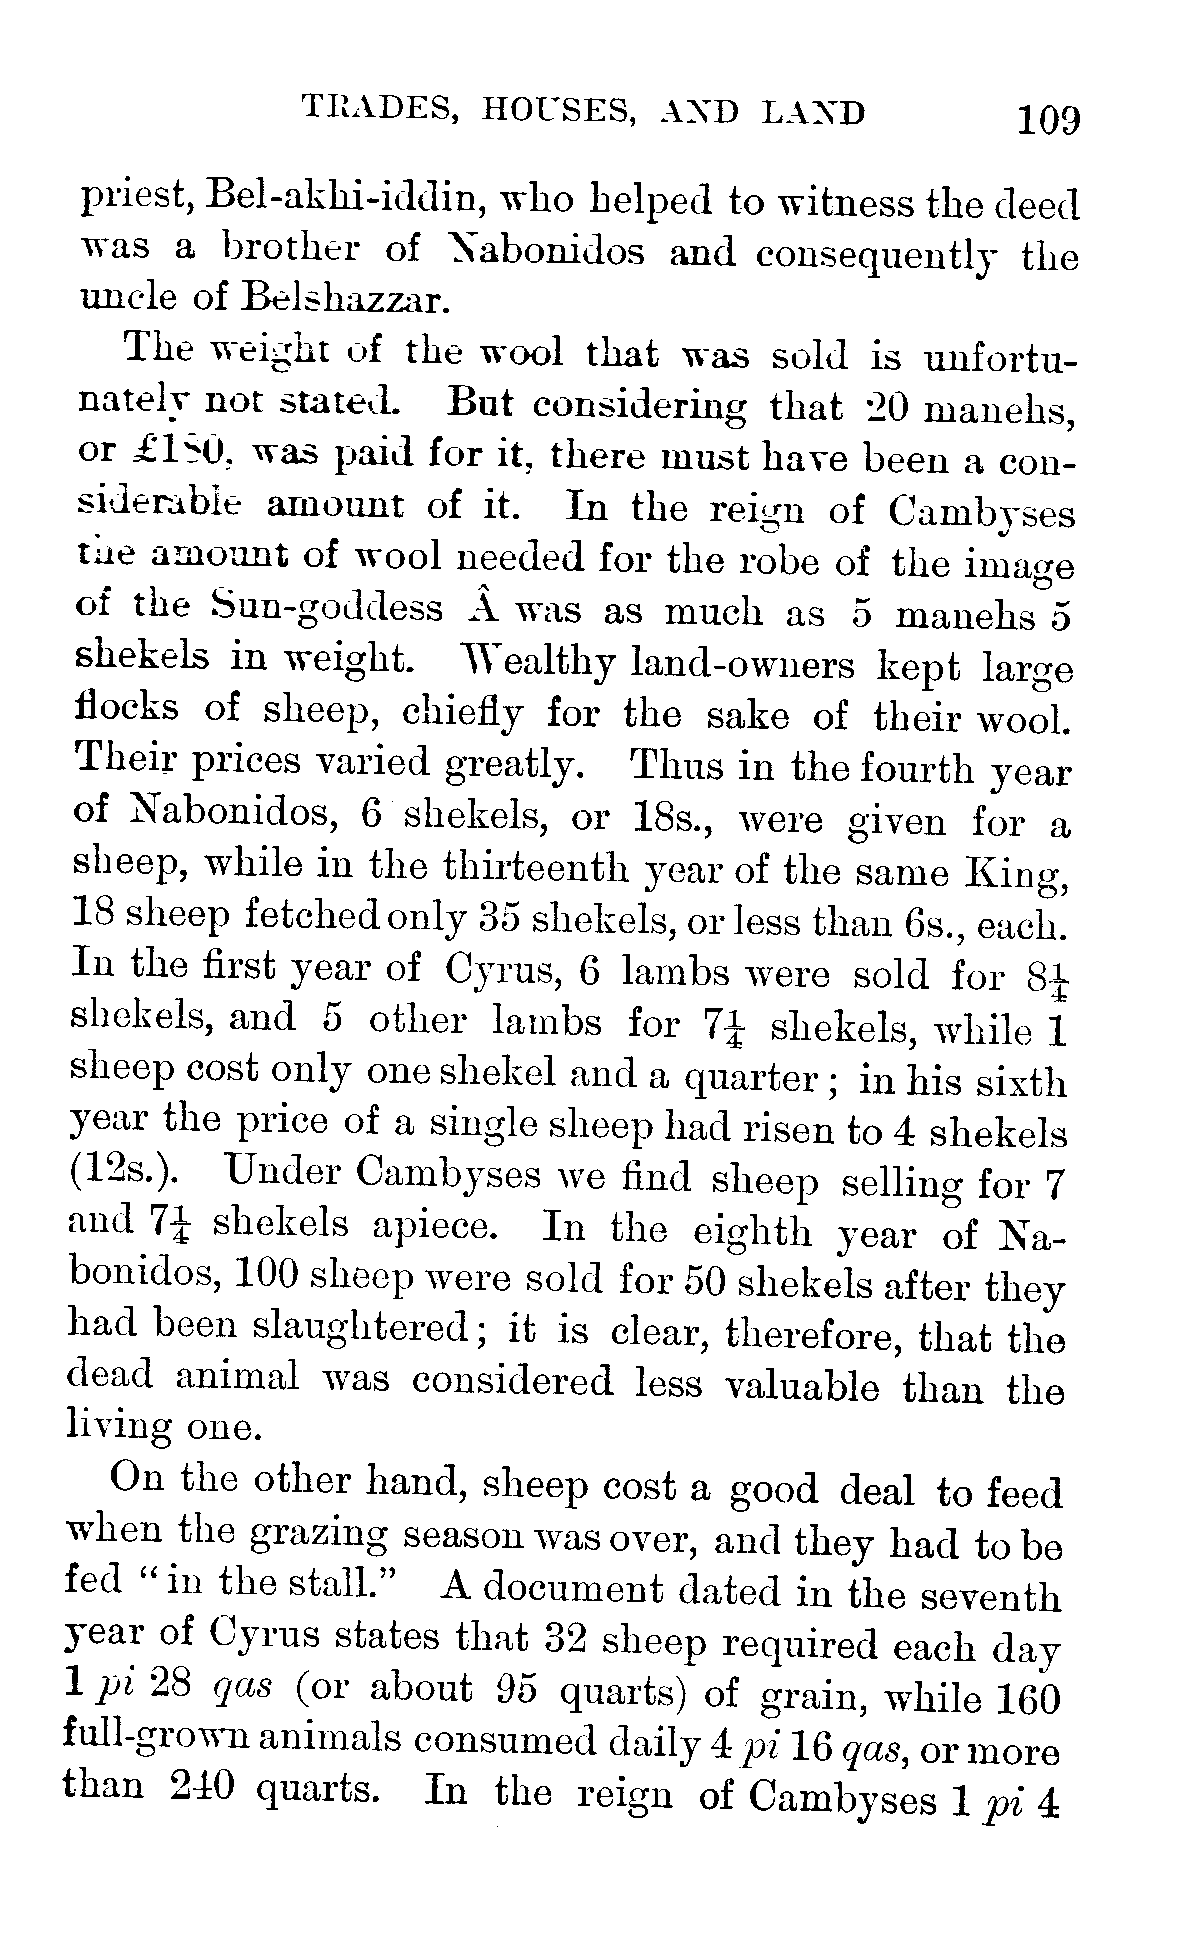 TRADES, HOUSES, AND LAND 109
priest, Bel-akhi-iddin, who helped to witness the deed
was a brother of Nabonidos and consequently the
uncle of Belshazzar.
The weight of the wool that was sold is unfortu-
nately not stated. But considering that 20 manehs,
or £180, was paid for it, there must have been a con-
siderable amount of it. In the reign of Cambyses
the amount of wool needed for the robe of the image
of the Sun-goddess Â was as much as 5 manehs 5
shekels in weight. Wealthy land-owners kept large
flocks of sheep, chiefly for the sake of their wool.
Their prices varied greatly. Thus in the fourth year
of Nabonidos, 6 shekels, or 18s., were given for a
sheep, while in the thirteenth year of the same King,
18 sheep fetched only 35 shekels, or less than 6s., each.
In the first year of Cyrus, 6 lambs were sold for 8¼
shekels, and 5 other lambs for 7¼ shekels, while 1
sheep cost only one shekel and a quarter; in his sixth
year the price of a single sheep had risen to 4 shekels
(12s.). Under Cambyses we find sheep selling for 7
and 7¼ shekels apiece. In the eighth year of Na-
bonidos, 100 sheep were sold for 50 shekels after they
had been slaughtered; it is clear, therefore, that the
dead animal was considered less valuable than the
living one.
On the other hand, sheep cost a good deal to feed
when the grazing season was over, and they had to be
fed "in the stall." A document dated in the seventh
year of Cyrus states that 32 sheep required each day
1 pi 28 qas (or about 95 quarts) of grain, while 160
full-grown animals consumed daily 4 pi 16 qas, or more
than 240 quarts. In the reign of Cambyses 1 pi 4